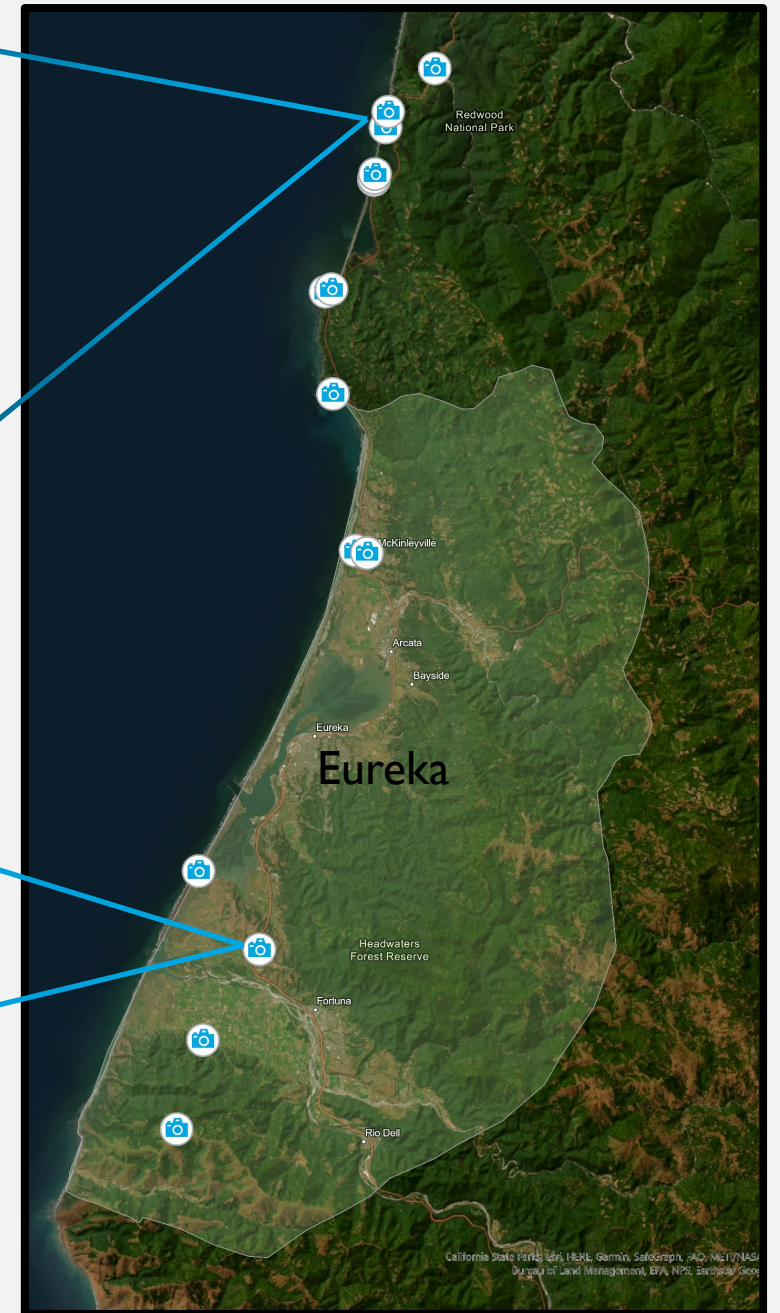 Redwood
National Park
McKinleyville
Arcata
Bayside
Eureka
Eureka
Headwaters
Forest Reserve
Fortuna
Rio Dell
California State Parks, Esri, HERE, Garmin, SafeGraph, FAO, METI/NASA
Bureau of Land Management, EPA, NPS, Earthstar